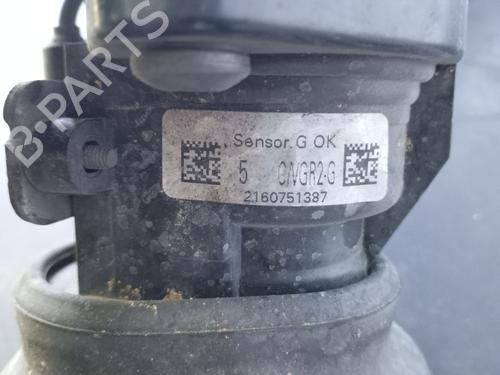 B-PARTS
Sensor.G OK
5 C/VGR2-G
2160751387